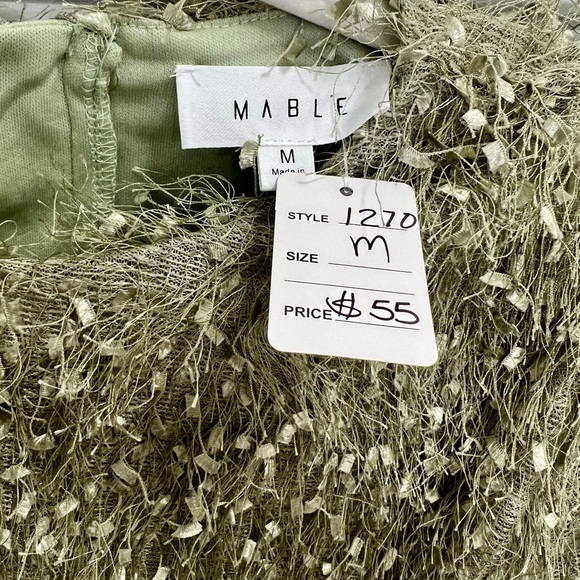 MABLE
M
Made in
STYLE 1270
SIZE M
PRICE $55